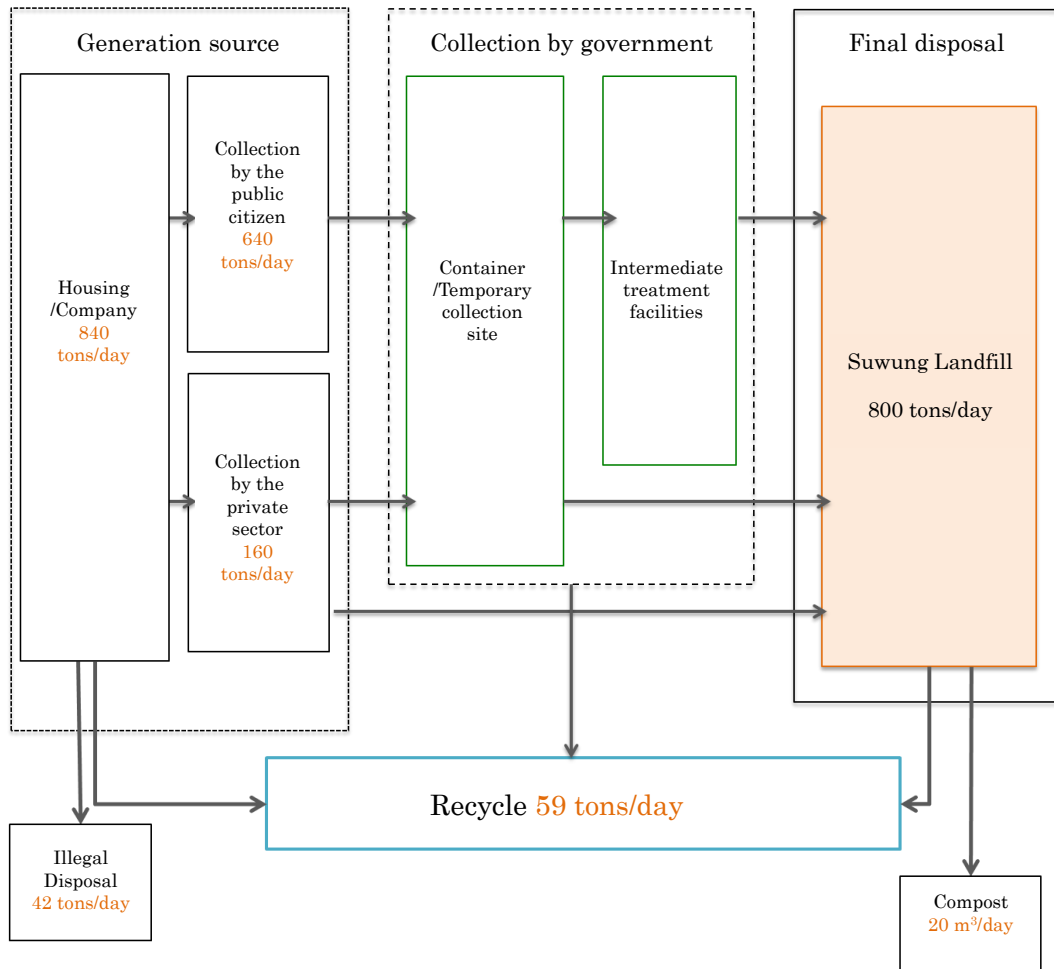 Generation source
Collection by government
Final disposal
Housing
/Company
840
tons/day
Collection
by the
public
citizen
640
tons/day
Collection
by the
private
sector
160
tons/day
Container
/Temporary
collection
site
Intermediate
treatment
facilities
Suwung Landfill
800 tons/day
Recycle 59 tons/day
Illegal
Disposal
42 tons/day
Compost
20 m³/day